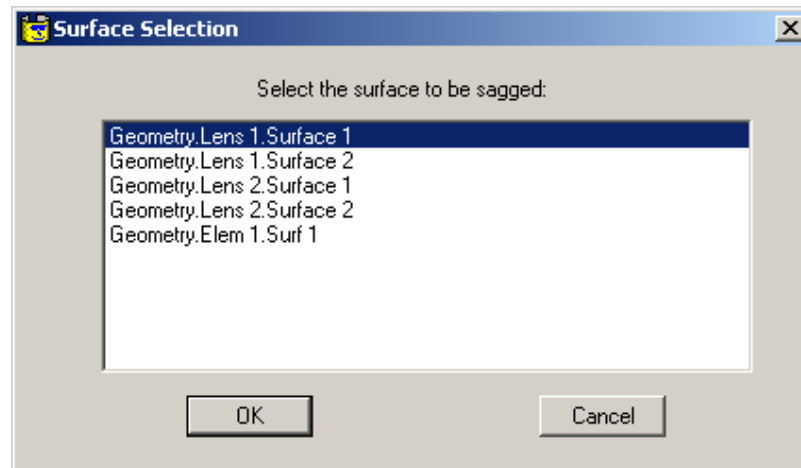 Surface Selection
Select the surface to be sagged:
Geometry.Lens 1.Surface 1
Geometry.Lens 1.Surface 2
Geometry.Lens 2.Surface 1
Geometry.Lens 2.Surface 2
Geometry.Elem 1.Surf 1
OK Cancel